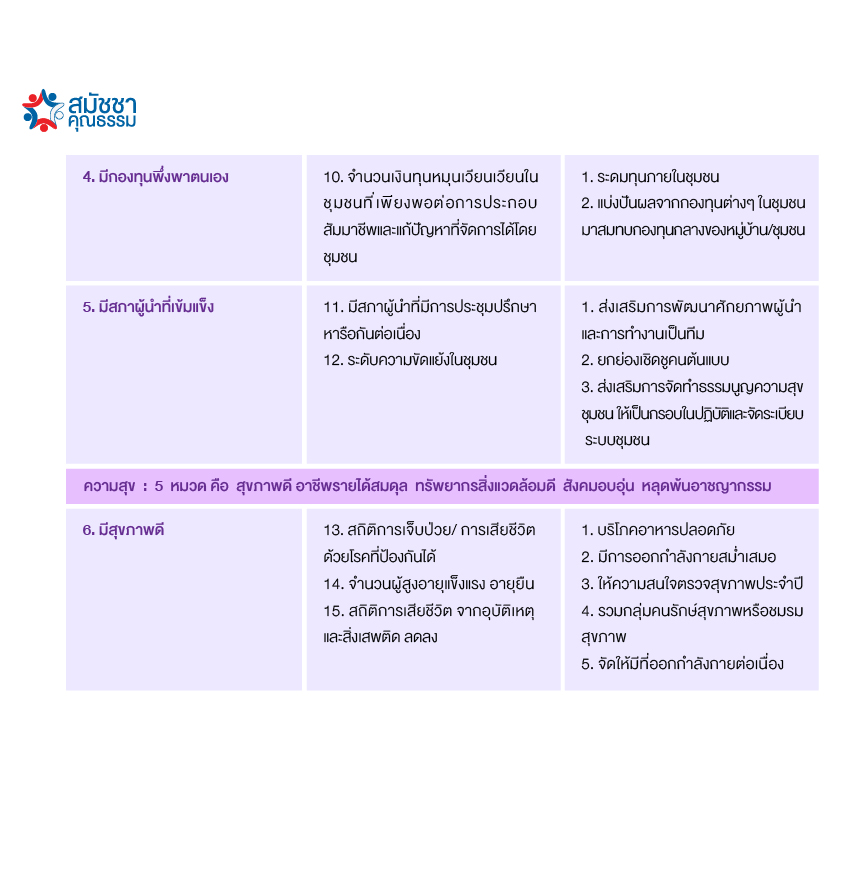 สมัชชา
คุณธรรม
4. มีกองทุนพึ่งพาตนเอง
10. จำนวนเงินทุนหมุนเวียนเวียนใน
ชุมชนที่เพียงพอต่อการประกอบ
สัมมาชีพและแก้ปัญหาที่จัดการได้โดย
ชุมชน
1. ระดมทุนภายในชุมชน
2. แบ่งปันผลจากกองทุนต่างๆ ในชุมชน
มาสมทบกองทุนกลางของหมู่บ้าน/ชุมชน
5. มีสภาผู้นำที่เข้มแข็ง
11. มีสภาผู้นำที่มีการประชุมปรึกษา
หารือกันต่อเนื่อง
12. ระดับความขัดแย้งในชุมชน
1. ส่งเสริมการพัฒนาศักยภาพผู้นำ
และการทำงานเป็นทีม
2. ยกย่องเชิดชูคนต้นแบบ
3. ส่งเสริมการจัดทำธรรมนูญความสุข
ชุมชน ให้เป็นกรอบในปฏิบัติและจัดระเบียบ
ระบบชุมชน
ความสุข : 5 หมวด คือ สุขภาพดี อาชีพรายได้สมดุล ทรัพยากรสิ่งแวดล้อมดี สังคมอบอุ่น หลุดพ้นอาชญากรรม
6. มีสุขภาพดี
13. สถิติการเจ็บป่วย/ การเสียชีวิต
ด้วยโรคที่ป้องกันได้
14. จำนวนผู้สูงอายุแข็งแรง อายุยืน
15. สถิติการเสียชีวิต จากอุบัติเหตุ
และสิ่งเสพติด ลดลง
1. บริโภคอาหารปลอดภัย
2. มีการออกกำลังกายสม่ำเสมอ
3. ให้ความสนใจตรวจสุขภาพประจำปี
4. รวมกลุ่มคนรักษ์สุขภาพหรือชมรม
สุขภาพ
5. จัดให้มีที่ออกกำลังกายต่อเนื่อง